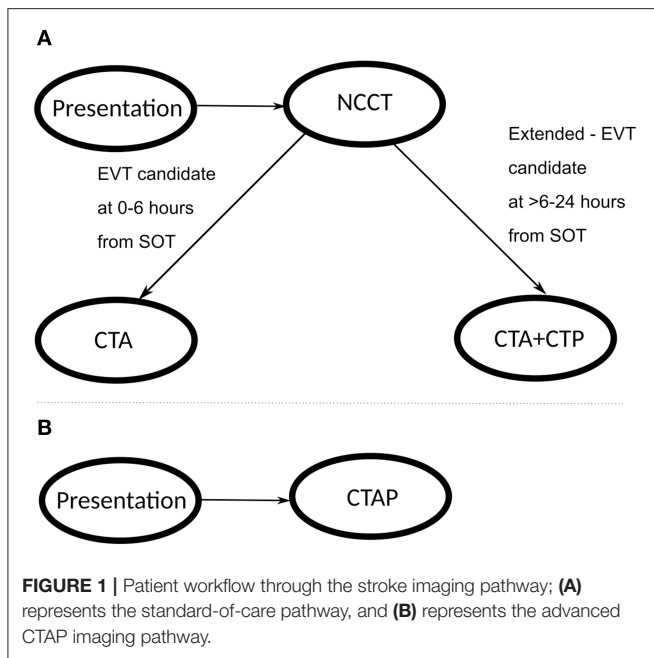 A
Presentation
NCCT
EVT candidate
at 0-6 hours
from SOT
Extended - EVT
candidate
at >6-24 hours
from SOT
CTA
CTA+CTP
B
Presentation
CTAP
FIGURE 1 | Patient workflow through the stroke imaging pathway; (A)
represents the standard-of-care pathway, and (B) represents the advanced
CTAP imaging pathway.